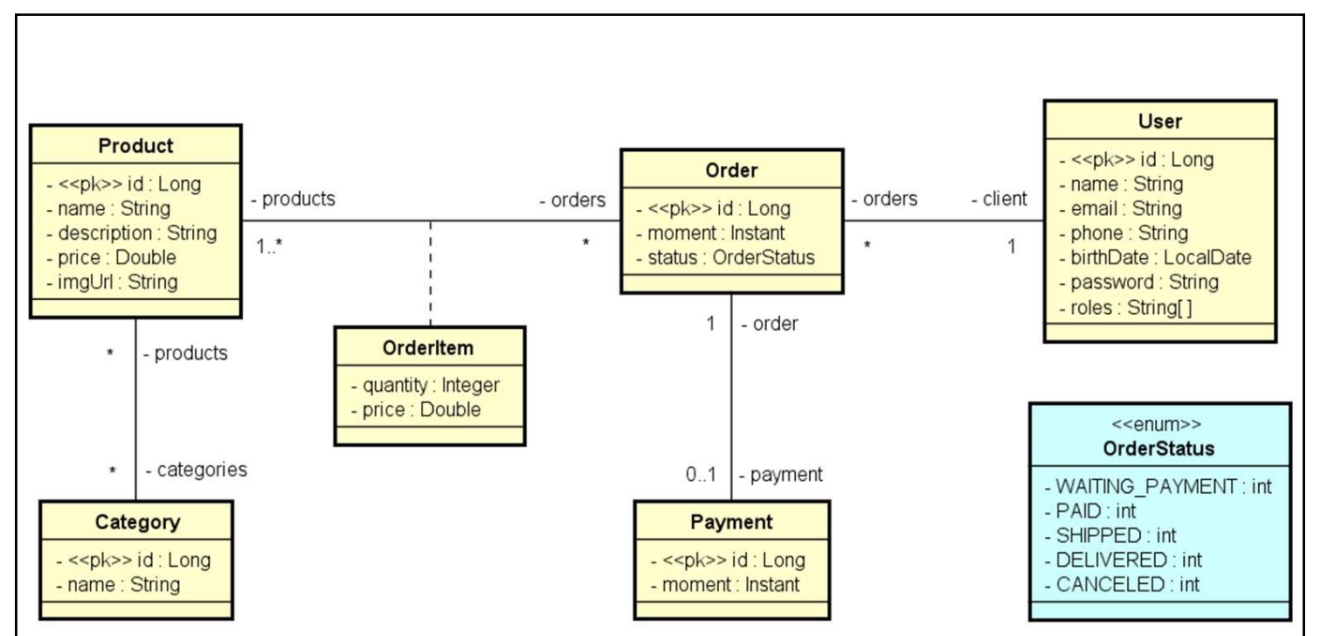 Product
- <<pk>> id : Long
- name : String
- description : String
- price : Double
- imgUrl : String
- products
1..*
- orders
*
Order
- <<pk>> id : Long
- moment : Instant
- status : OrderStatus
- orders
*
- client
1
User
- <<pk>> id : Long
- name : String
- email : String
- phone : String
- birthDate : LocalDate
- password : String
- roles : String[ ]
OrderItem
- quantity : Integer
- price : Double
* - products
* - categories
Category
- <<pk>> id : Long
- name : String
1 - order
0..1 - payment
Payment
- <<pk>> id : Long
- moment : Instant
<<enum>>
OrderStatus
- WAITING_PAYMENT : int
- PAID : int
- SHIPPED : int
- DELIVERED : int
- CANCELED : int